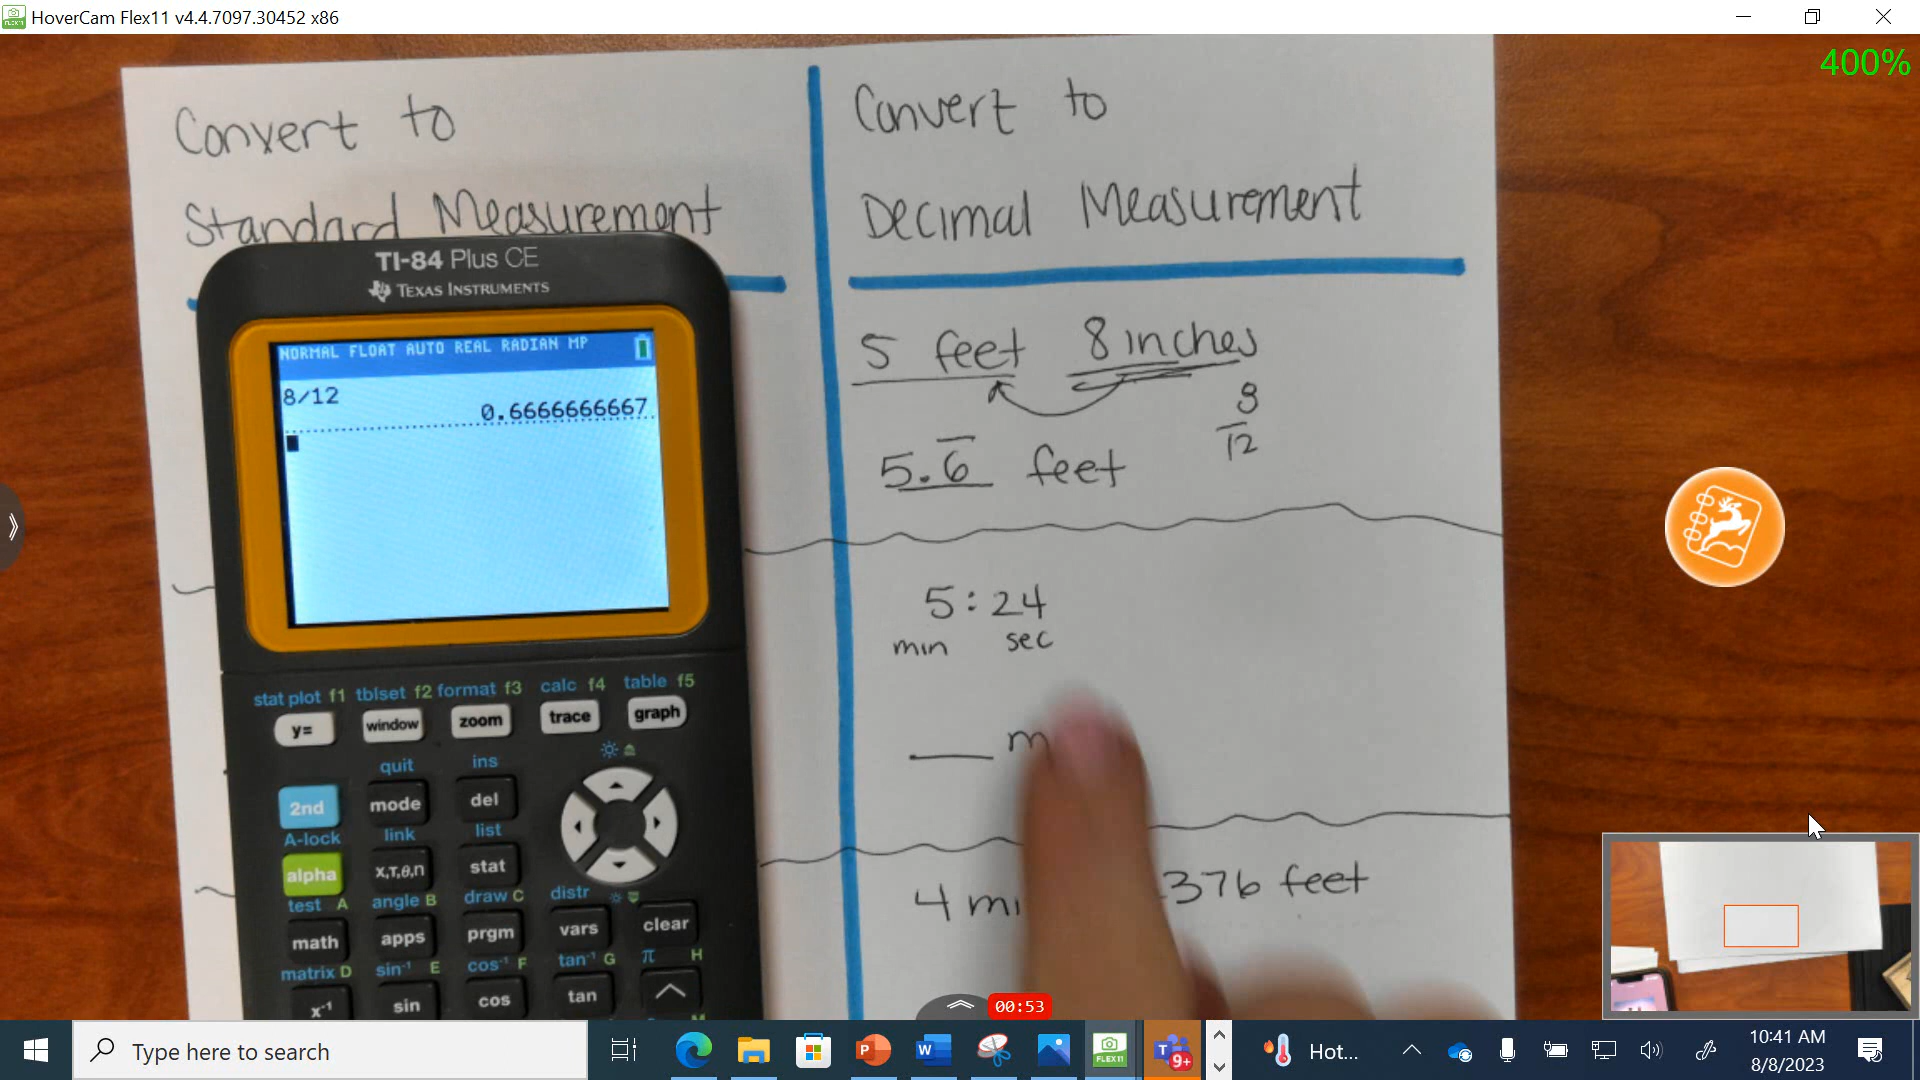 HoverCam Flex11 v4.4.7097.30452 x86
400%
Convert to
Standard Measurement
Convert to
Decimal Measurement
5 feet 8 inches
8
12
5.6̅ feet
5:24
min sec
4 376 feet
TI-84 Plus CE
TEXAS INSTRUMENTS
NORMAL FLOAT AUTO REAL RADIAN MP
8/12
0.6666666667
stat plot f1 tblset f2 format f3 calc f4 table f5
y= window zoom trace graph
quit ins
2nd mode del
A-lock link list
alpha X,T,θ,n stat
test A angle B draw C distr
math apps prgm vars clear
matrix D sin⁻¹ E cos⁻¹ F tan⁻¹ G π H
x⁻¹ sin cos tan
00:53
Type here to search
FLEX11
9+
Hot...
10:41 AM
8/8/2023